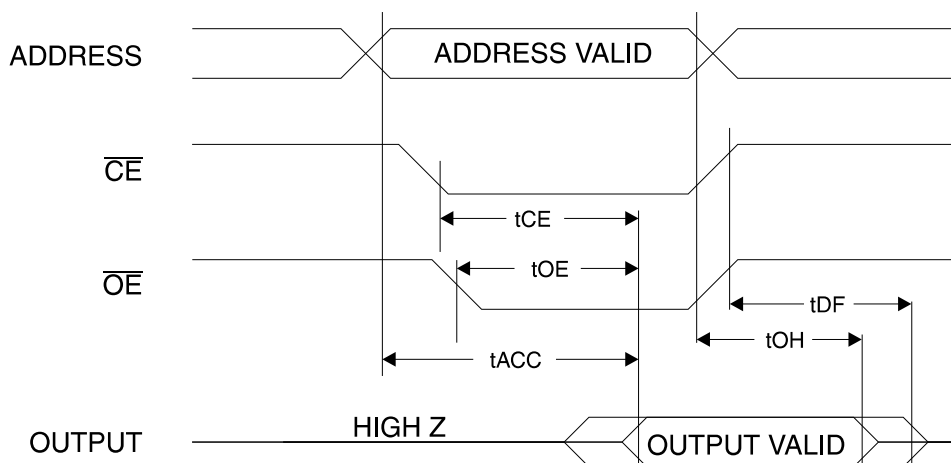 ADDRESS
ADDRESS VALID
CE
tCE
OE
tOE
tDF
tOH
tACC
HIGH Z
OUTPUT
OUTPUT VALID